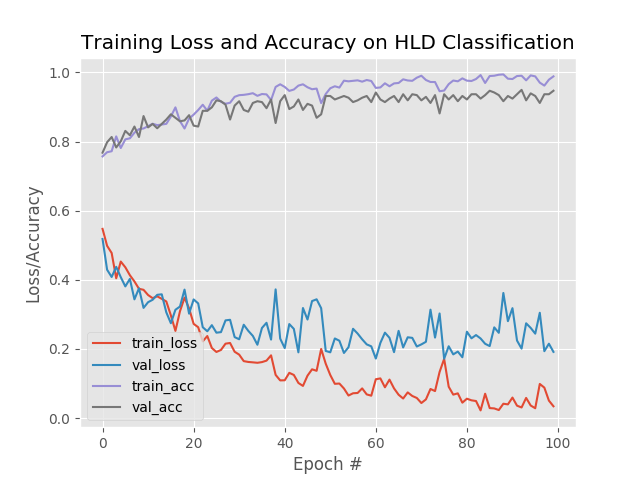 Training Loss and Accuracy on HLD Classification
Loss/Accuracy
1.0
0.8
0.6
0.4
0.2
0.0
train_loss
val_loss
train_acc
val_acc
0 20 40 60 80 100
Epoch #